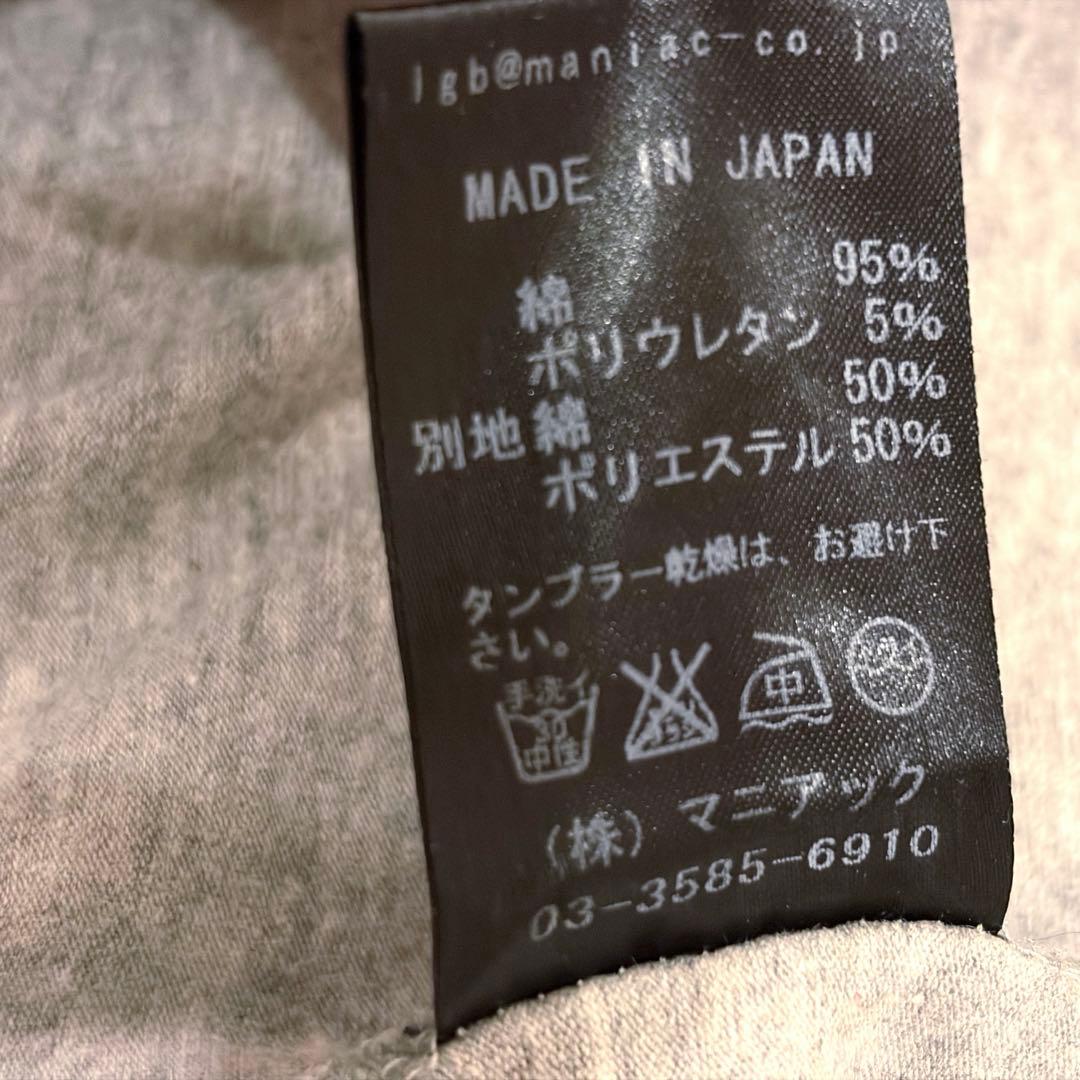 lgb@maniac-co.jp
MADE IN JAPAN
綿 95%
ポリウレタン 5%
別地 綿 50%
ポリエステル 50%
タンブラー乾燥は、お避け下
さい。
手洗イ
30
中性
中
(株) マニアック
03-3585-6910